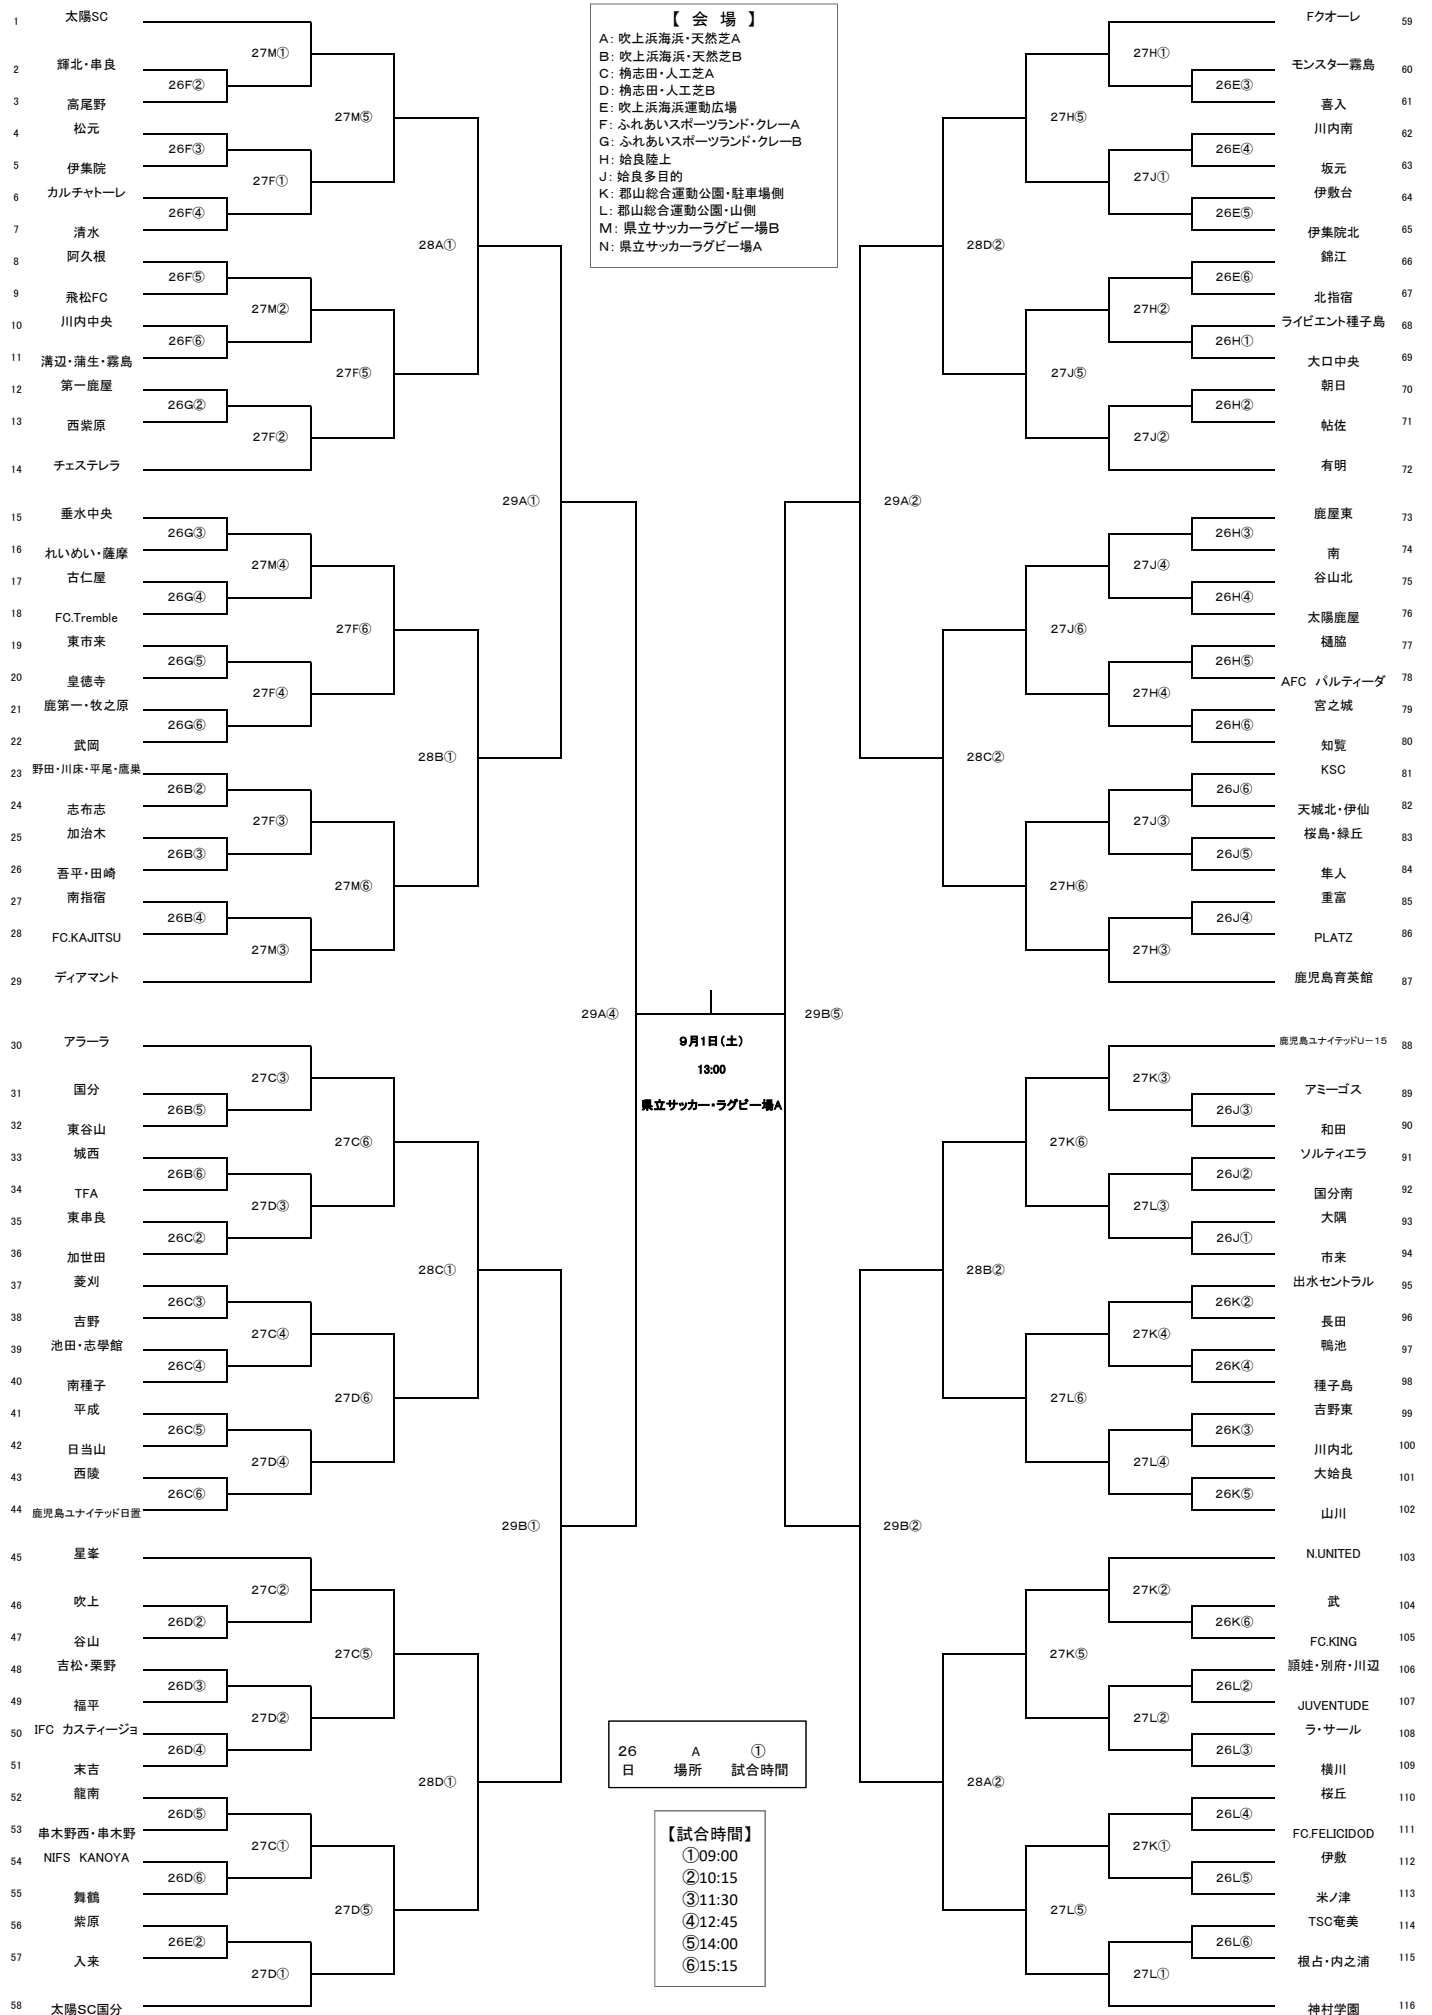 【 会 場 】
A: 吹上浜海浜・天然芝A
B: 吹上浜海浜・天然芝B
C: 桷志田・人工芝A
D: 桷志田・人工芝B
E: 吹上浜海浜運動広場
F: ふれあいスポーツランド・クレーA
G: ふれあいスポーツランド・クレーB
H: 姶良陸上
J: 姶良多目的
K: 郡山総合運動公園・駐車場側
L: 郡山総合運動公園・山側
M: 県立サッカーラグビー場B
N: 県立サッカーラグビー場A
1 太陽SC
27M①
2 輝北・串良
26F②
3 高尾野
27M⑤
4 松元
26F③
5 伊集院
27F①
6 カルチャトーレ
26F④
7 清水
28A①
8 阿久根
26F⑤
9 飛松FC
27M②
10 川内中央
26F⑥
11 溝辺・蒲生・霧島
27F⑤
12 第一鹿屋
26G②
13 西紫原
27F②
14 チェステレラ
29A①
15 垂水中央
26G③
16 れいめい・薩摩
27M④
17 古仁屋
26G④
18 FC.Tremble
27F⑥
19 東市来
26G⑤
20 皇徳寺
27F④
21 鹿第一・牧之原
26G⑥
22 武岡
28B①
23 野田・川床・平尾・鷹巣
26B②
24 志布志
27F③
25 加治木
26B③
26 吾平・田崎
27M⑥
27 南指宿
26B④
28 FC.KAJITSU
27M③
29 ディアマント
29A④
30 アラーラ
27C③
31 国分
26B⑤
32 東谷山
27C⑥
33 城西
26B⑥
34 TFA
27D③
35 東串良
26C②
36 加世田
28C①
37 菱刈
26C③
38 吉野
27C④
39 池田・志學館
26C④
40 南種子
27D⑥
41 平成
26C⑤
42 日当山
27D④
43 西陵
26C⑥
44 鹿児島ユナイテッド日置
29B①
45 星峯
27C②
46 吹上
26D②
47 谷山
27C⑤
48 吉松・栗野
26D③
49 福平
27D②
50 IFC カスティージョ
26D④
51 末吉
28D①
52 龍南
26D⑤
53 串木野西・串木野
27C①
54 NIFS KANOYA
26D⑥
55 舞鶴
27D⑤
56 紫原
26E②
57 入来
27D①
58 太陽SC国分
9月1日(土)
13:00
県立サッカー・ラグビー場A
26 A ①
日 場所 試合時間
【試合時間】
①09:00
②10:15
③11:30
④12:45
⑤14:00
⑥15:15
Fクオーレ 59
27H①
モンスター霧島 60
26E③
喜入 61
27H⑤
川内南 62
26E④
坂元 63
27J①
伊敷台 64
26E⑤
伊集院北 65
28D②
錦江 66
26E⑥
北指宿 67
27H②
ライビエント種子島 68
26H①
大口中央 69
27J⑤
朝日 70
26H②
帖佐 71
27J②
有明 72
29A②
鹿屋東 73
26H③
南 74
27J④
谷山北 75
26H④
太陽鹿屋 76
27J⑥
樋脇 77
26H⑤
AFC パルティーダ 78
27H④
宮之城 79
26H⑥
知覧 80
28C②
KSC 81
26J⑥
天城北・伊仙 82
27J③
桜島・緑丘 83
26J⑤
隼人 84
27H⑥
重富 85
26J④
PLATZ 86
27H③
鹿児島育英館 87
29B⑤
鹿児島ユナイテッドU-15 88
27K③
アミーゴス 89
26J③
和田 90
27K⑥
ソルティエラ 91
26J②
国分南 92
27L③
大隅 93
26J①
市来 94
28B②
出水セントラル 95
26K②
長田 96
27K④
鴨池 97
26K④
種子島 98
27L⑥
吉野東 99
26K③
川内北 100
27L④
大姶良 101
26K⑤
山川 102
29B②
N.UNITED 103
27K②
武 104
26K⑥
FC.KING 105
27K⑤
頴娃・別府・川辺 106
26L②
JUVENTUDE 107
27L②
ラ・サール 108
26L③
横川 109
28A②
桜丘 110
26L④
FC.FELICIDOD 111
27K①
伊敷 112
26L⑤
米ノ津 113
27L⑤
TSC奄美 114
26L⑥
根占・内之浦 115
27L①
神村学園 116